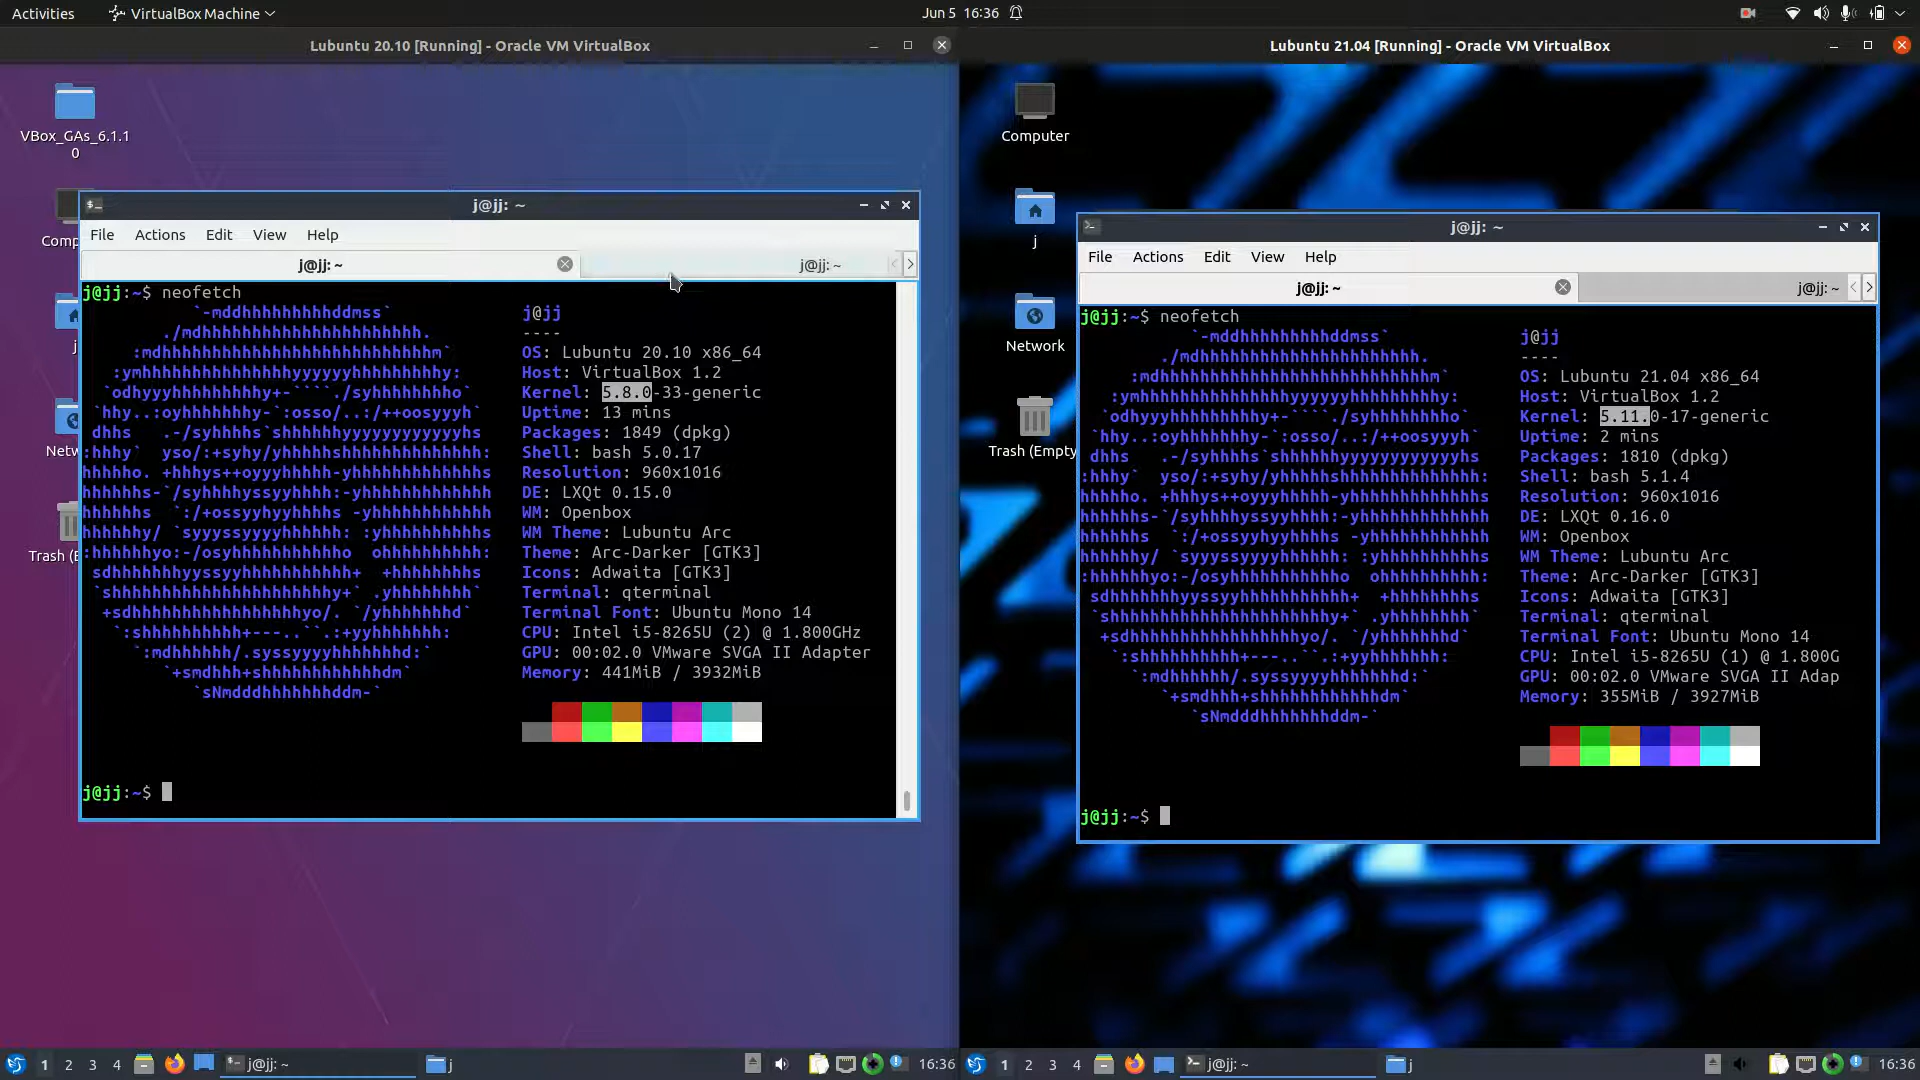 Activities
VirtualBox Machine
Jun 5 16:36
Lubuntu 20.10 [Running] - Oracle VM VirtualBox
VBox_GAs_6.1.1
0
j
Trash (E
j@jj: ~
File Actions Edit View Help
j@jj: ~
j@jj: ~
j@jj:~$ neofetch
j@jj
----
OS: Lubuntu 20.10 x86_64
Host: VirtualBox 1.2
Kernel: 5.8.0-33-generic
Uptime: 13 mins
Packages: 1849 (dpkg)
Shell: bash 5.0.17
Resolution: 960x1016
DE: LXQt 0.15.0
WM: Openbox
WM Theme: Lubuntu Arc
Theme: Arc-Darker [GTK3]
Icons: Adwaita [GTK3]
Terminal: qterminal
Terminal Font: Ubuntu Mono 14
CPU: Intel i5-8265U (2) @ 1.800GHz
GPU: 00:02.0 VMware SVGA II Adapter
Memory: 441MiB / 3932MiB
j@jj:~$
1 2 3 4
j@jj: ~
j
16:36
Lubuntu 21.04 [Running] - Oracle VM VirtualBox
Computer
j
Network
Trash (Empty
j@jj: ~
File Actions Edit View Help
j@jj: ~
j@jj: ~
j@jj:~$ neofetch
j@jj
----
OS: Lubuntu 21.04 x86_64
Host: VirtualBox 1.2
Kernel: 5.11.0-17-generic
Uptime: 2 mins
Packages: 1810 (dpkg)
Shell: bash 5.1.4
Resolution: 960x1016
DE: LXQt 0.16.0
WM: Openbox
WM Theme: Lubuntu Arc
Theme: Arc-Darker [GTK3]
Icons: Adwaita [GTK3]
Terminal: qterminal
Terminal Font: Ubuntu Mono 14
CPU: Intel i5-8265U (1) @ 1.800G
GPU: 00:02.0 VMware SVGA II Adap
Memory: 355MiB / 3927MiB
j@jj:~$
1 2 3 4
j@jj: ~
j
16:36